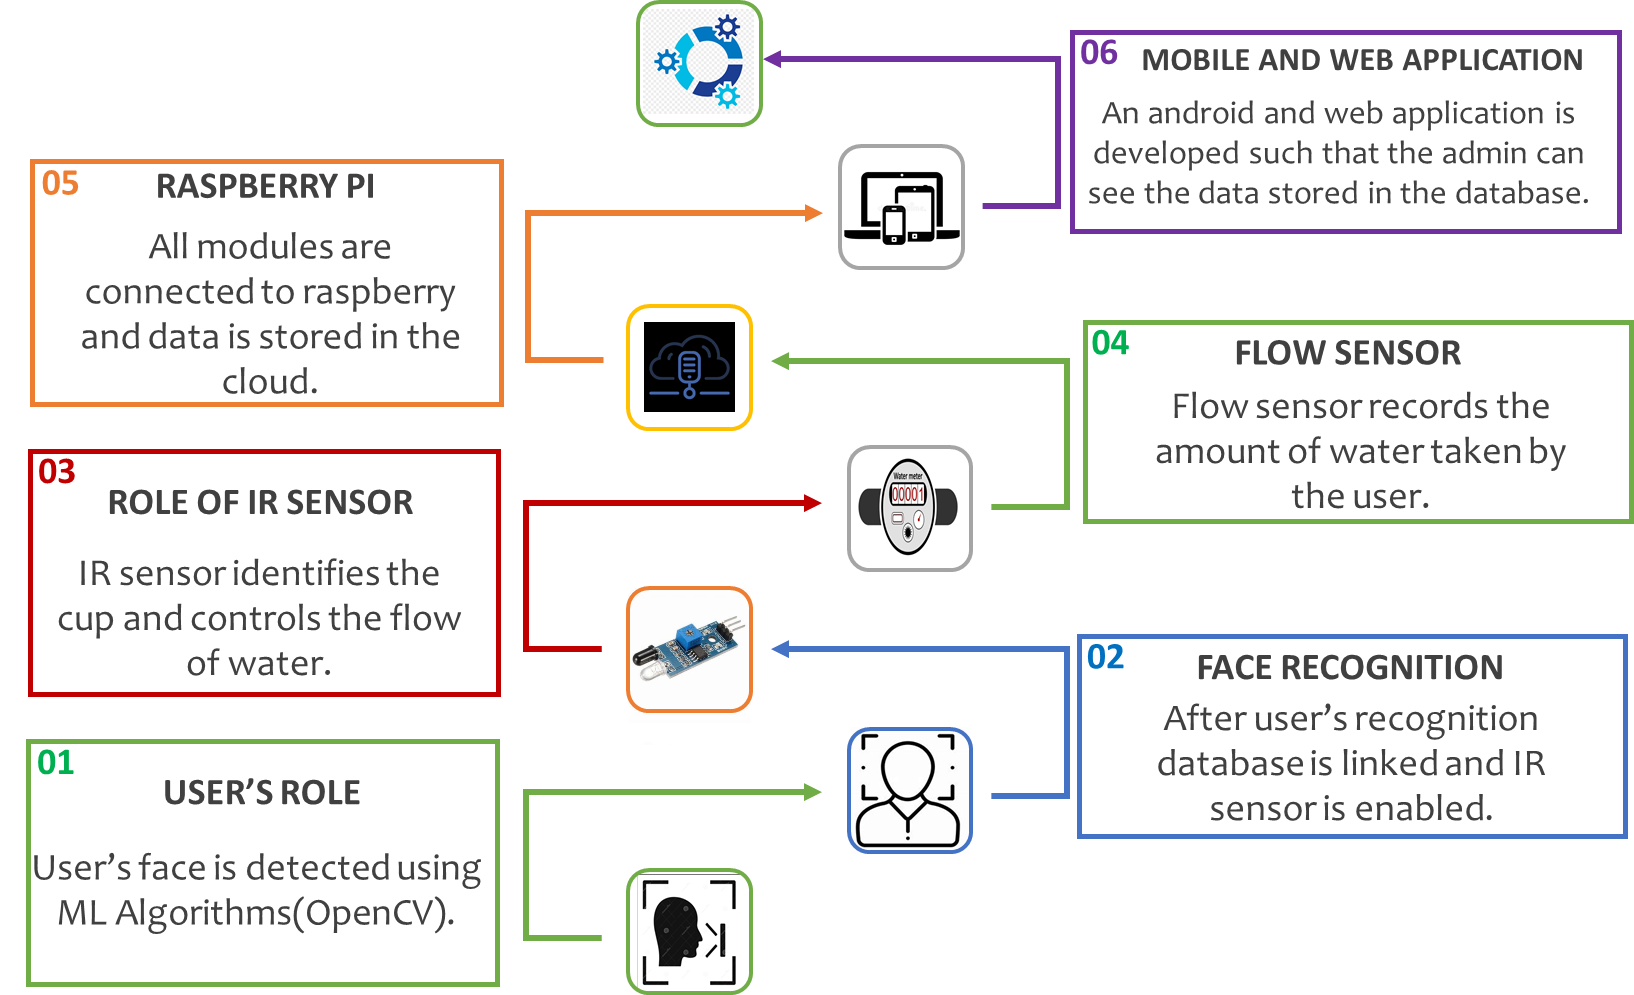 06
MOBILE AND WEB APPLICATION
An android and web application is
developed such that the admin can
see the data stored in the database.
05
RASPBERRY PI
All modules are
connected to raspberry
and data is stored in the
cloud.
04
FLOW SENSOR
Flow sensor records the
amount of water taken by
the user.
Water meter
00001
03
ROLE OF IR SENSOR
IR sensor identifies the
cup and controls the flow
of water.
02
FACE RECOGNITION
After user’s recognition
database is linked and IR
sensor is enabled.
01
USER’S ROLE
User’s face is detected using
ML Algorithms(OpenCV).